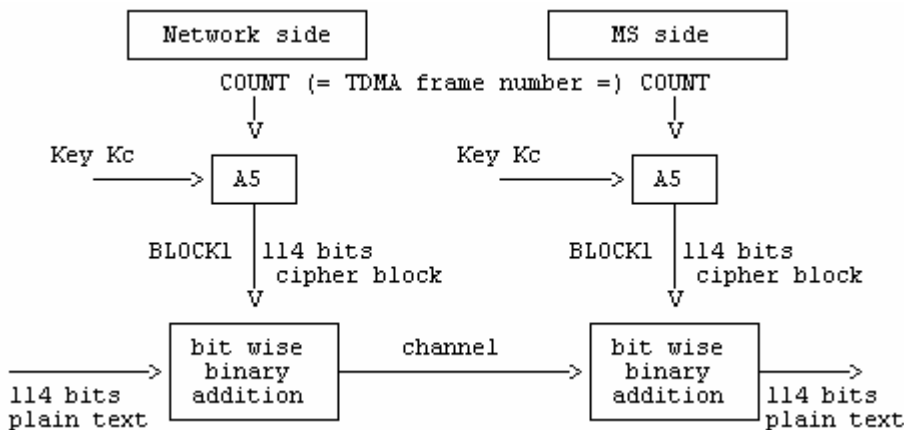 Network side
MS side
COUNT (= TDMA frame number =) COUNT
Key Kc
Key Kc
A5
A5
BLOCK1
114 bits
cipher block
BLOCK1
114 bits
cipher block
bit wise
binary
addition
channel
bit wise
binary
addition
114 bits
plain text
114 bits
plain text